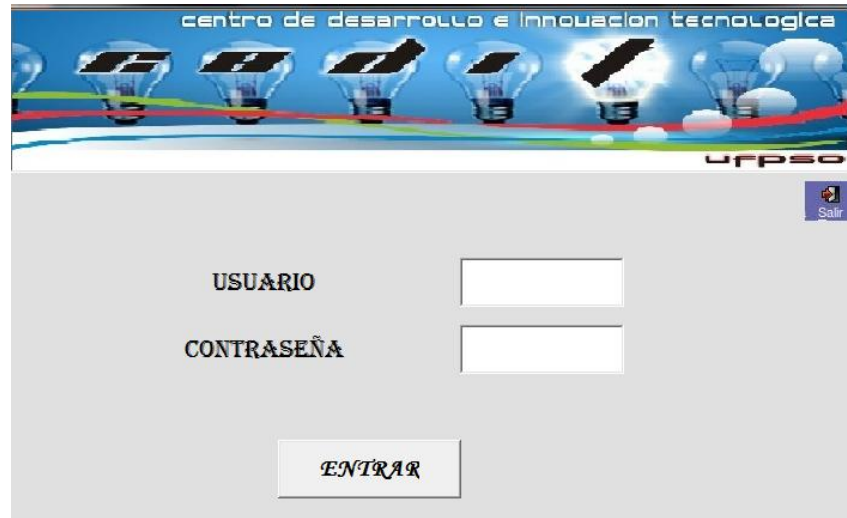 centro de desarrollo e innovacion tecnologica
ufpso
Salir
USUARIO
CONTRASEÑA
ENTRAR